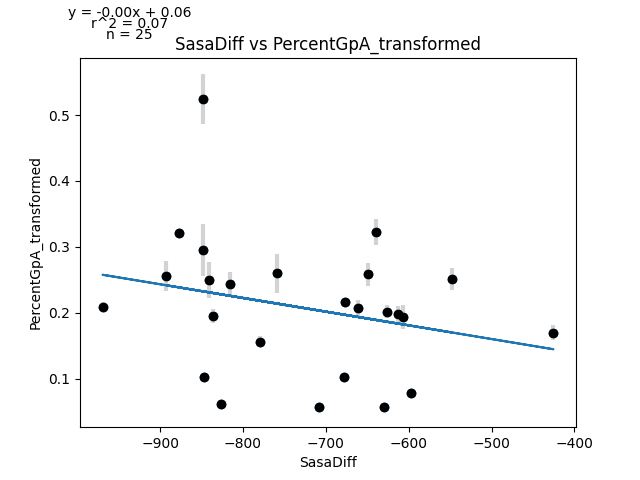 y = -0.00x + 0.06
r^2 = 0.07
n = 25
SasaDiff vs PercentGpA_transformed
PercentGpA_transformed
0.5
0.4
0.3
0.2
0.1
−900
−800
−700
−600
−500
−400
SasaDiff